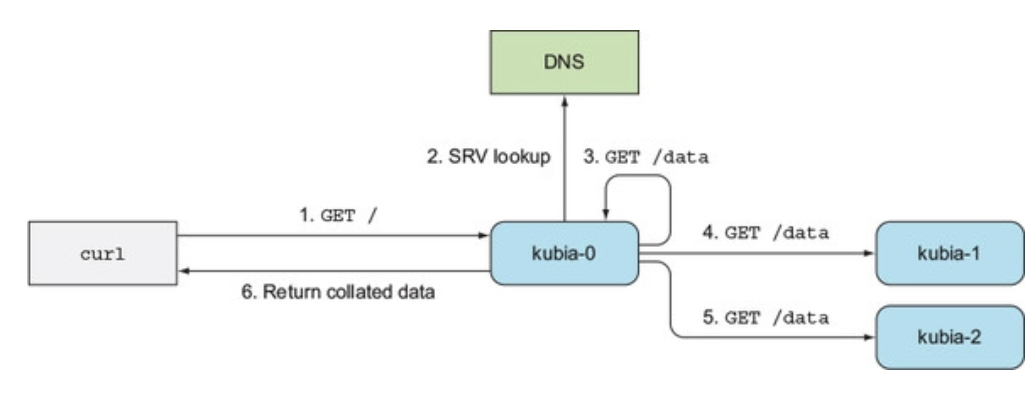 DNS
2. SRV lookup
3. GET /data
1. GET /
4. GET /data
curl
kubia-0
kubia-1
6. Return collated data
5. GET /data
kubia-2